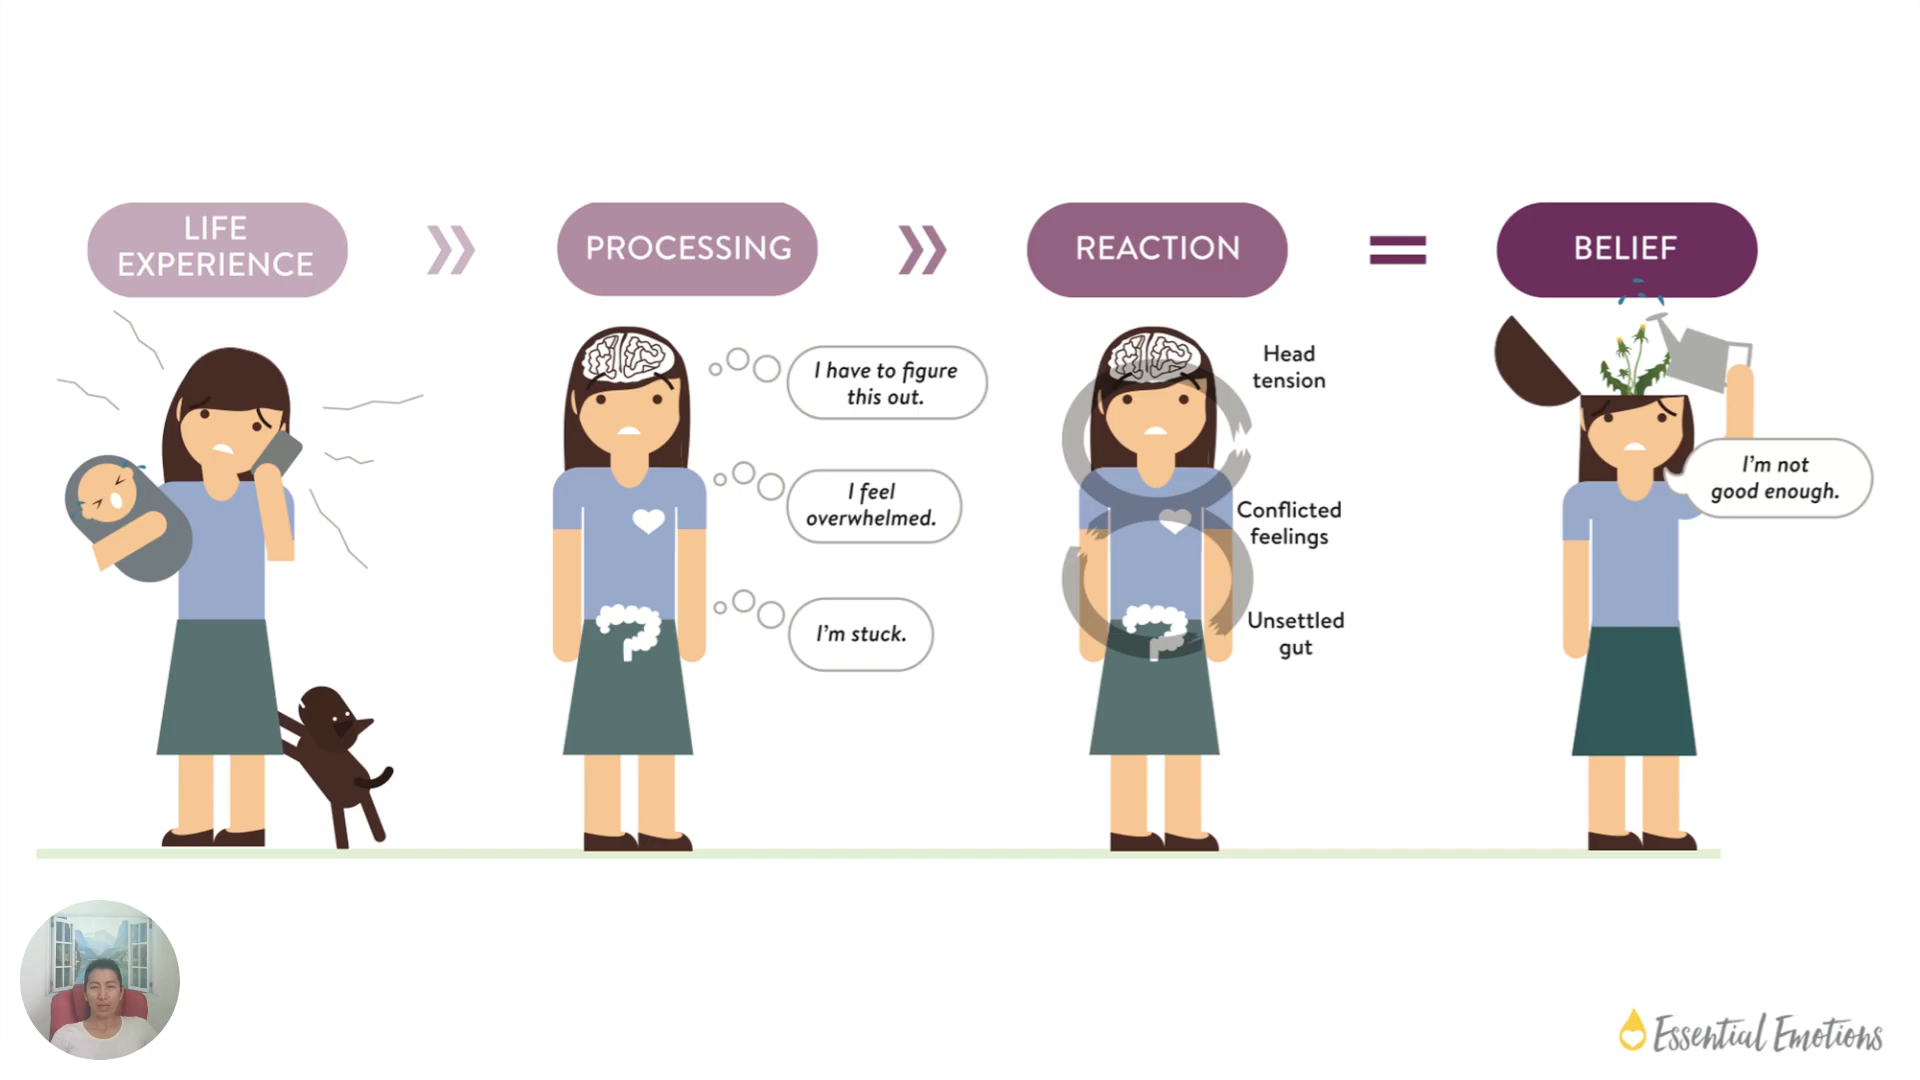 LIFE
EXPERIENCE
PROCESSING
REACTION
BELIEF
I have to figure
this out.
I feel
overwhelmed.
I'm stuck.
Head
tension
Conflicted
feelings
Unsettled
gut
I'm not
good enough.
Essential Emotions